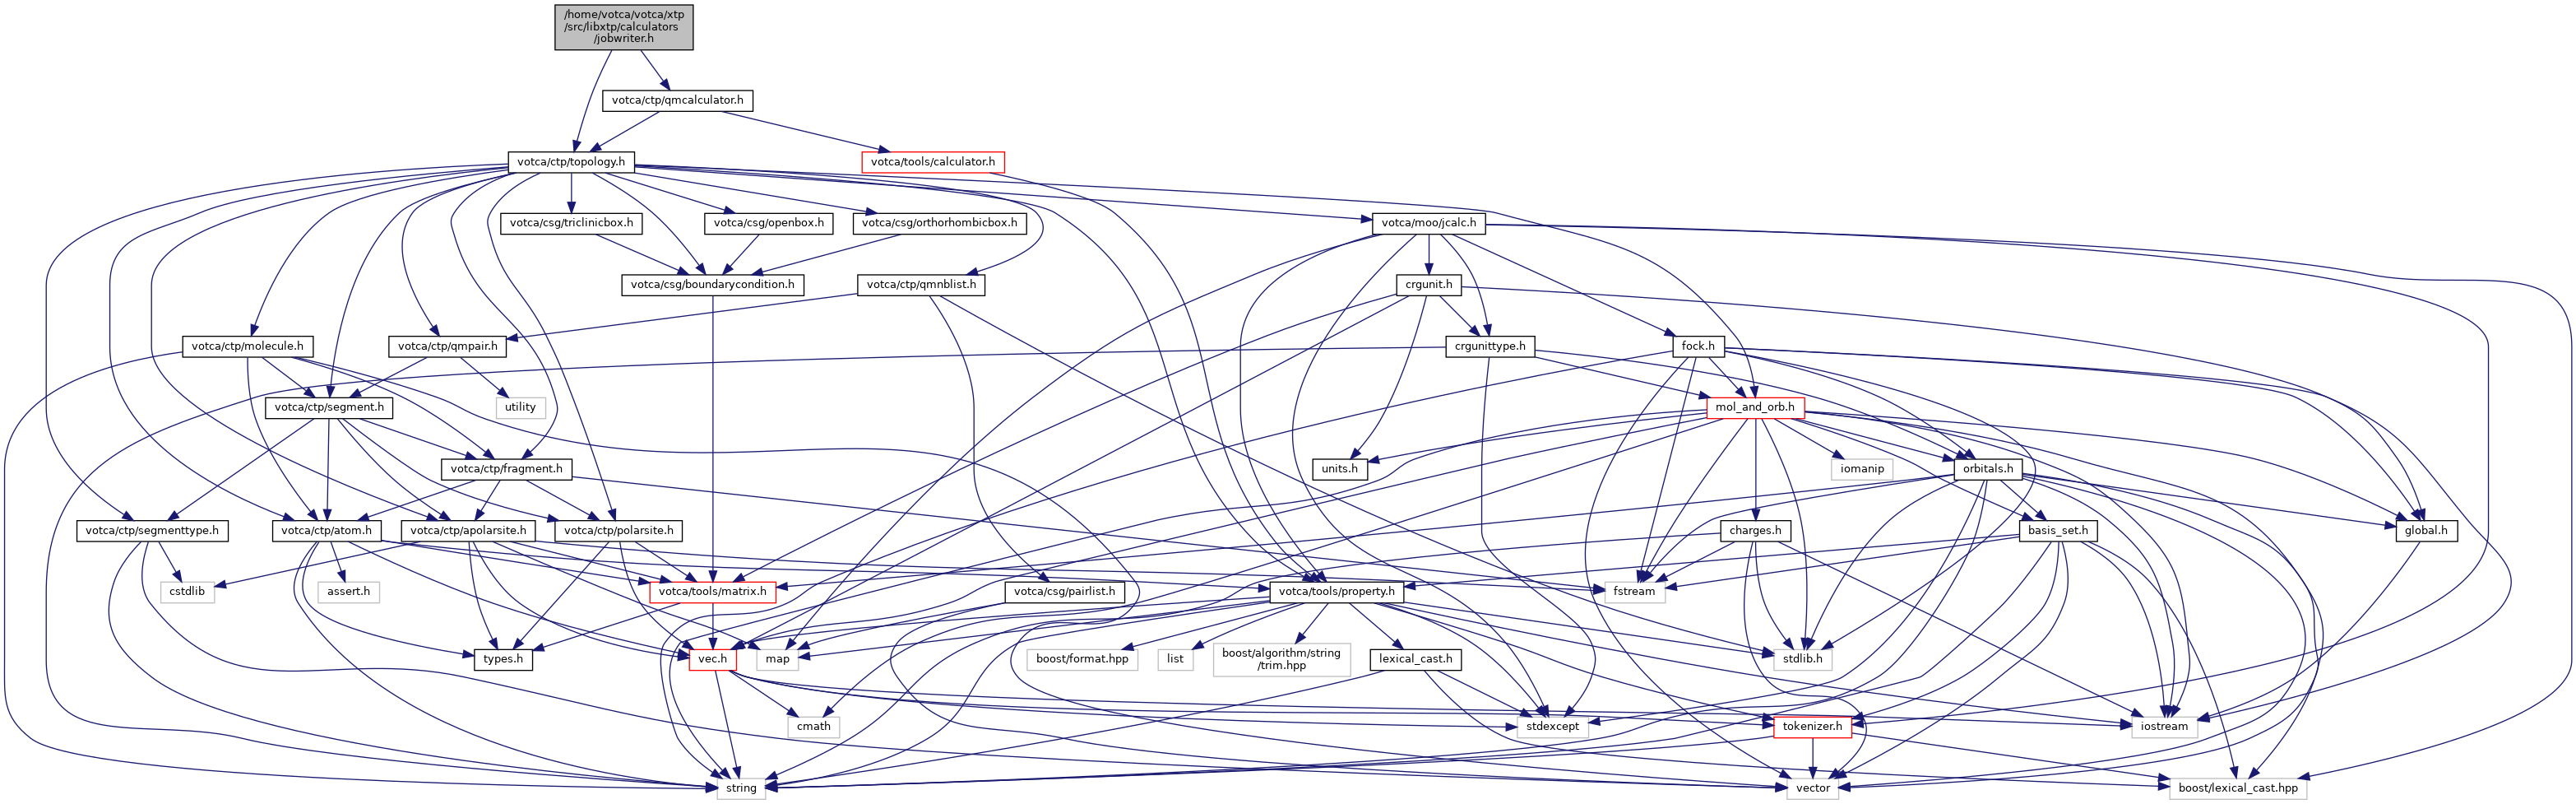 /home/votca/votca/xtp
/src/libxtp/calculators
/jobwriter.h
votca/ctp/qmcalculator.h
votca/ctp/topology.h
votca/tools/calculator.h
votca/csg/triclinicbox.h
votca/csg/openbox.h
votca/csg/orthorhombicbox.h
votca/moo/jcalc.h
votca/csg/boundarycondition.h
votca/ctp/qmnblist.h
crgunit.h
votca/ctp/molecule.h
votca/ctp/qmpair.h
crgunittype.h
fock.h
votca/ctp/segment.h
utility
mol_and_orb.h
votca/ctp/fragment.h
units.h
iomanip
orbitals.h
votca/ctp/segmenttype.h
votca/ctp/atom.h
votca/ctp/apolarsite.h
votca/ctp/polarsite.h
charges.h
basis_set.h
global.h
cstdlib
assert.h
votca/tools/matrix.h
votca/csg/pairlist.h
votca/tools/property.h
fstream
types.h
vec.h
map
boost/format.hpp
list
boost/algorithm/string
/trim.hpp
lexical_cast.h
stdlib.h
cmath
stdexcept
tokenizer.h
iostream
string
vector
boost/lexical_cast.hpp